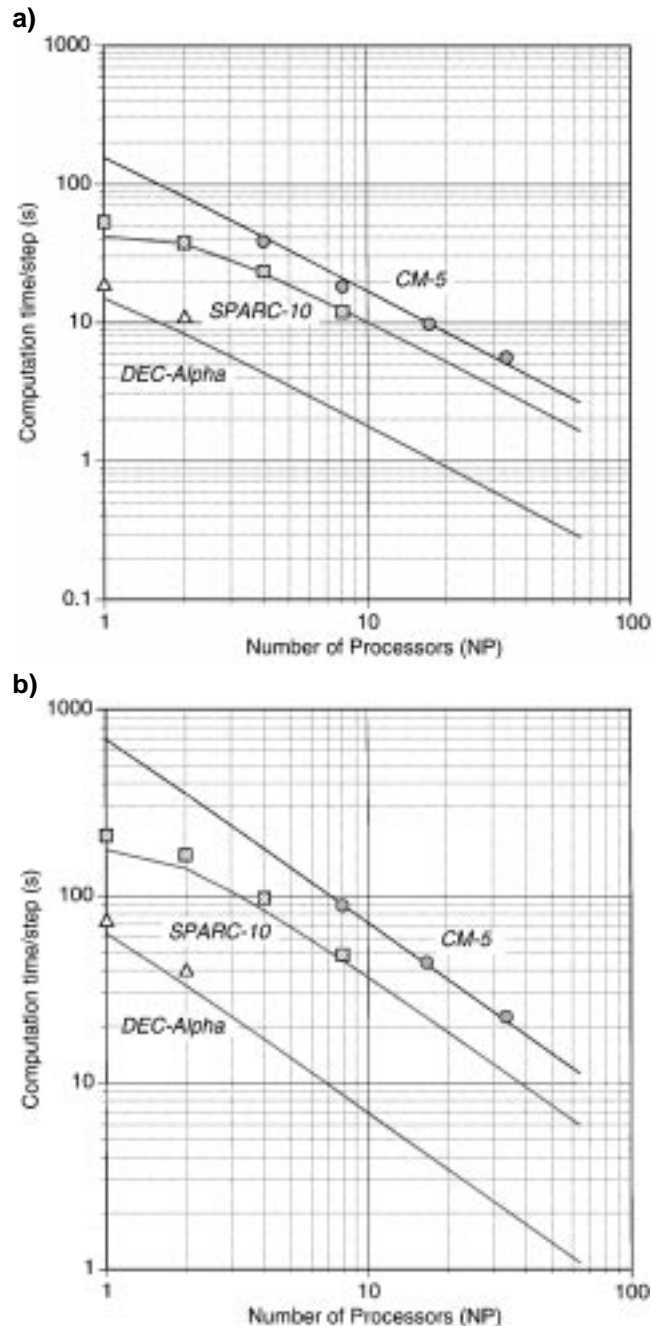 a)
1000
100
10
1
0.1
Computation time/step (s)
CM-5
SPARC-10
DEC-Alpha
1
10
100
Number of Processors (NP)
b)
1000
100
10
1
Computation time/step (s)
SPARC-10
CM-5
DEC-Alpha
1
10
100
Number of Processors (NP)